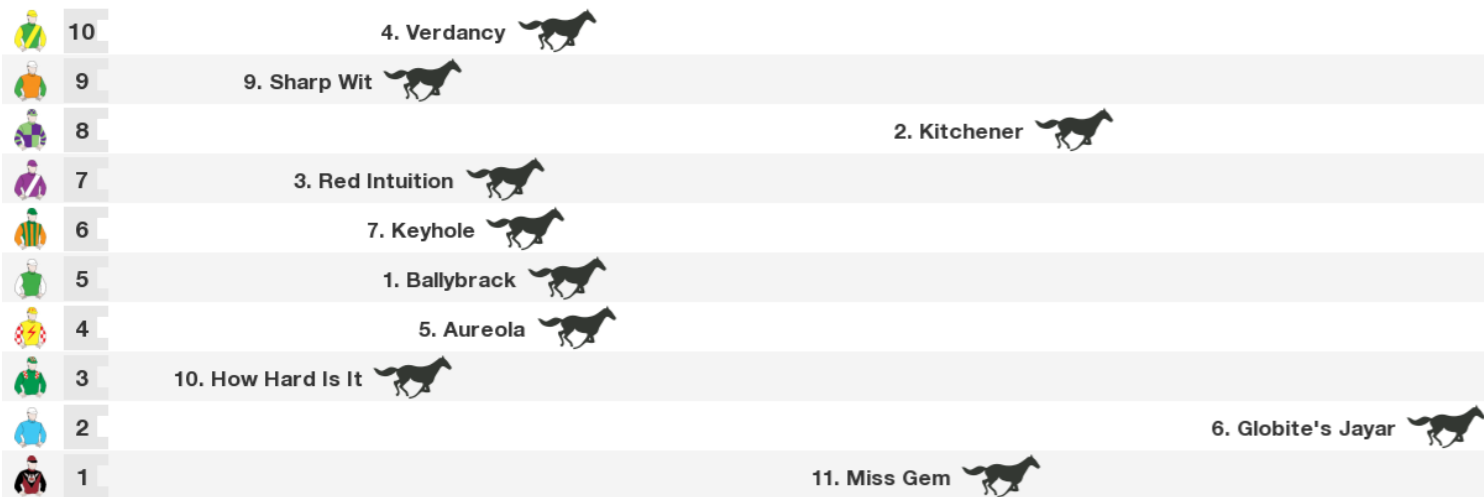 10 4. Verdancy
9 9. Sharp Wit
8 2. Kitchener
7 3. Red Intuition
6 7. Keyhole
5 1. Ballybrack
4 5. Aureola
3 10. How Hard Is It
2 6. Globite's Jayar
1 11. Miss Gem